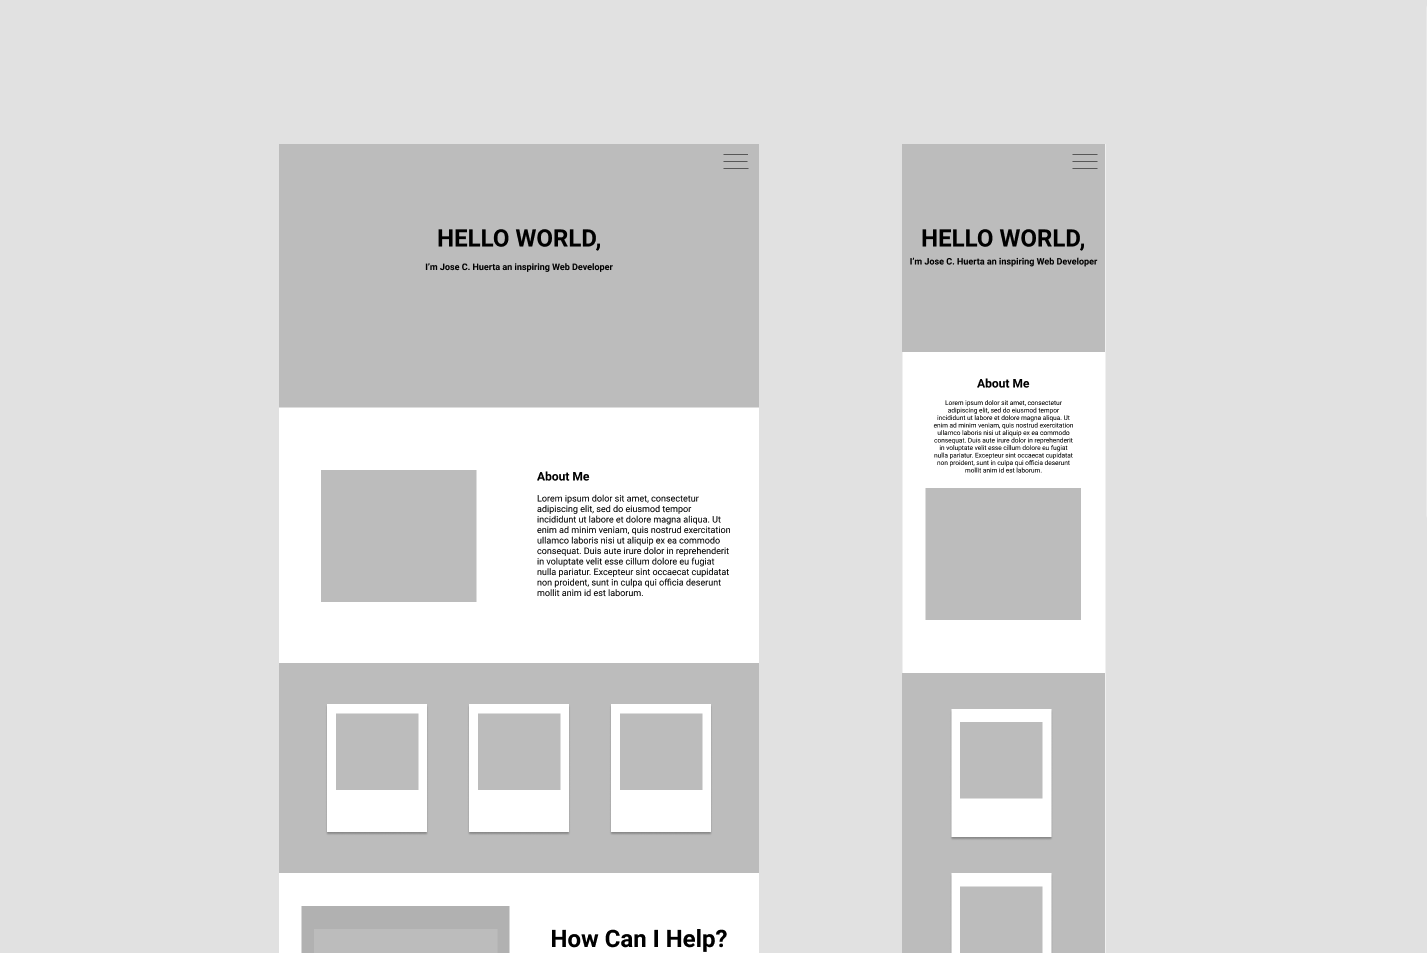 HELLO WORLD,
I'm Jose C. Huerta an inspiring Web Developer
About Me
Lorem ipsum dolor sit amet, consectetur
adipiscing elit, sed do eiusmod tempor
incididunt ut labore et dolore magna aliqua. Ut
enim ad minim veniam, quis nostrud exercitation
ullamco laboris nisi ut aliquip ex ea commodo
consequat. Duis aute irure dolor in reprehenderit
in voluptate velit esse cillum dolore eu fugiat
nulla pariatur. Excepteur sint occaecat cupidatat
non proident, sunt in culpa qui officia deserunt
mollit anim id est laborum.
How Can I Help?
HELLO WORLD,
I'm Jose C. Huerta an inspiring Web Developer
About Me
Lorem ipsum dolor sit amet, consectetur
adipiscing elit, sed do eiusmod tempor
incididunt ut labore et dolore magna aliqua. Ut
enim ad minim veniam, quis nostrud exercitation
ullamco laboris nisi ut aliquip ex ea commodo
consequat. Duis aute irure dolor in reprehenderit
in voluptate velit esse cillum dolore eu fugiat
nulla pariatur. Excepteur sint occaecat cupidatat
non proident, sunt in culpa qui officia deserunt
mollit anim id est laborum.